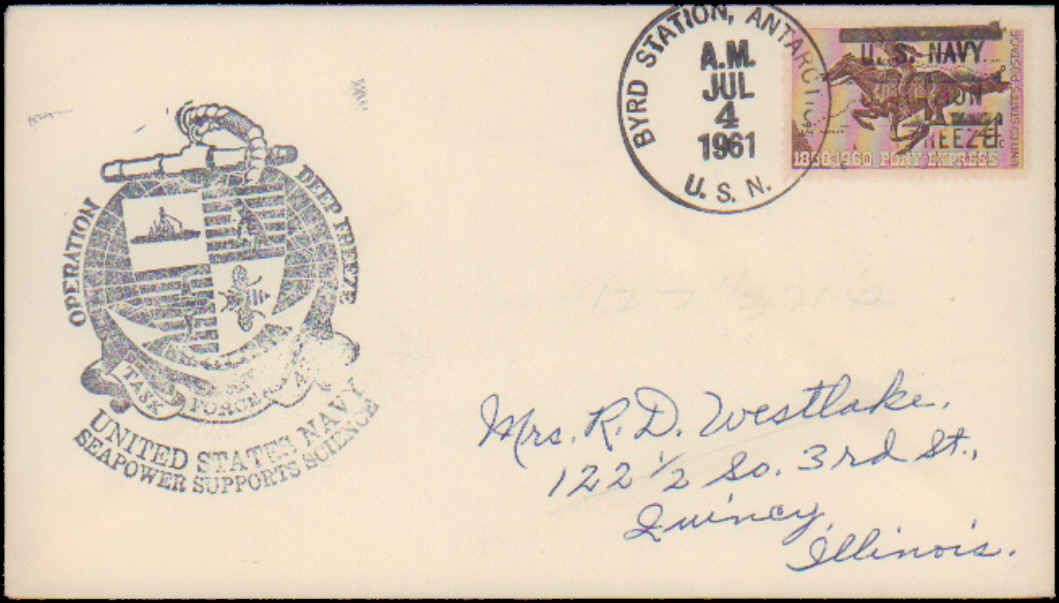 BYRD STATION, ANTARCTIC
A.M.
JUL
4
1961
U. S. N.
U. S. NAVY
UNITED STATES POSTAGE
1860-1960 PONY EXPRESS
OPERATION
DEEP FREEZE
TASK FORCE
UNITED STATES NAVY
SEAPOWER SUPPORTS SCIENCE
Mrs. R. D. Westlake.
122 1/2 So. 3rd St.,
Quincy
Illinois.